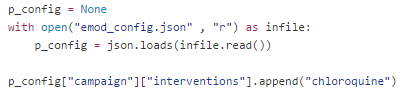 p_config = None
with open("emod_config.json" , "r") as infile:
    p_config = json.loads(infile.read())

p_config["campaign"]["interventions"].append("chloroquine")